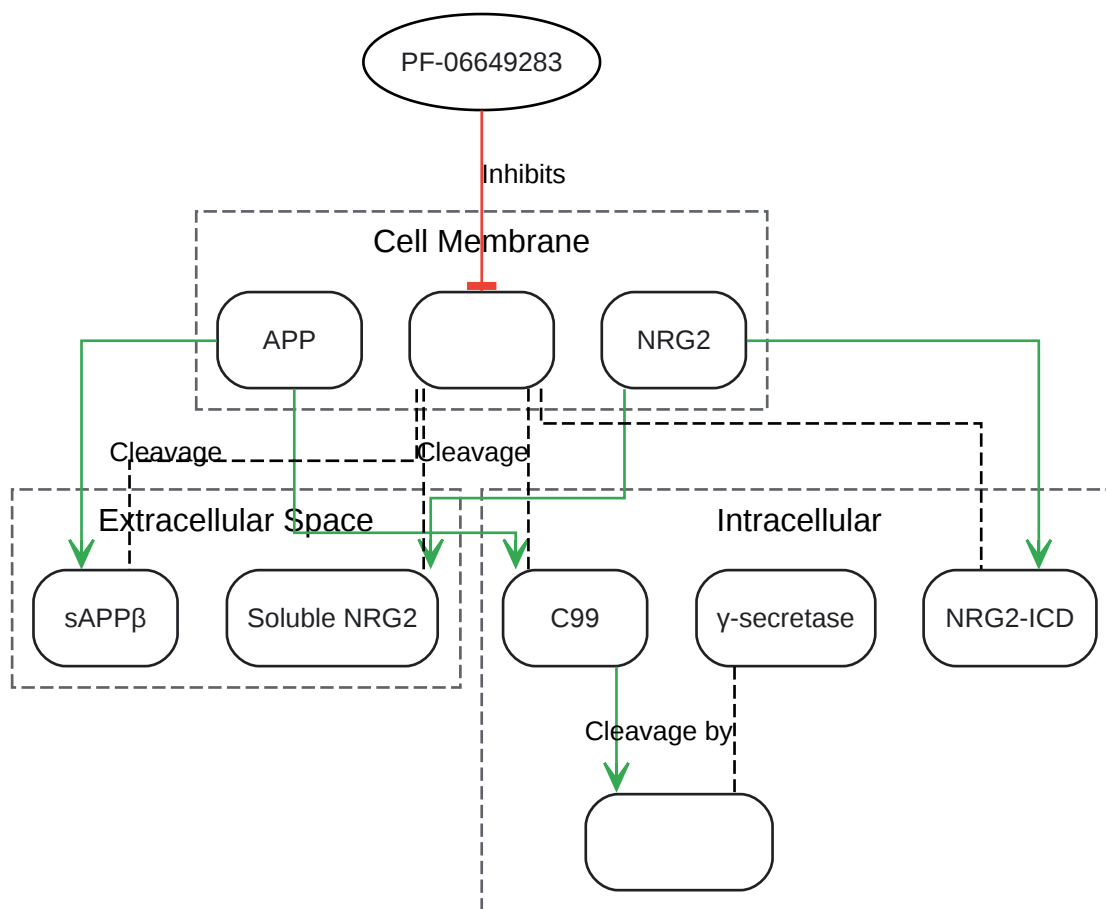 PF-06649283
Inhibits
Cell Membrane
APP
NRG2
Cleavage
Cleavage
Extracellular Space
Intracellular
sAPPβ
Soluble NRG2
C99
γ-secretase
NRG2-ICD
Cleavage by